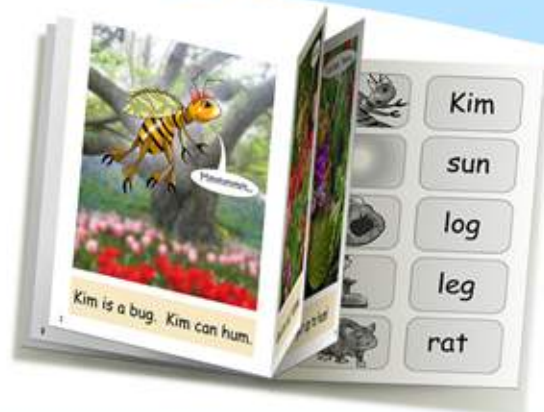 Hmmmmm...
Kim is a bug. Kim can hum.
Kim
sun
log
leg
rat